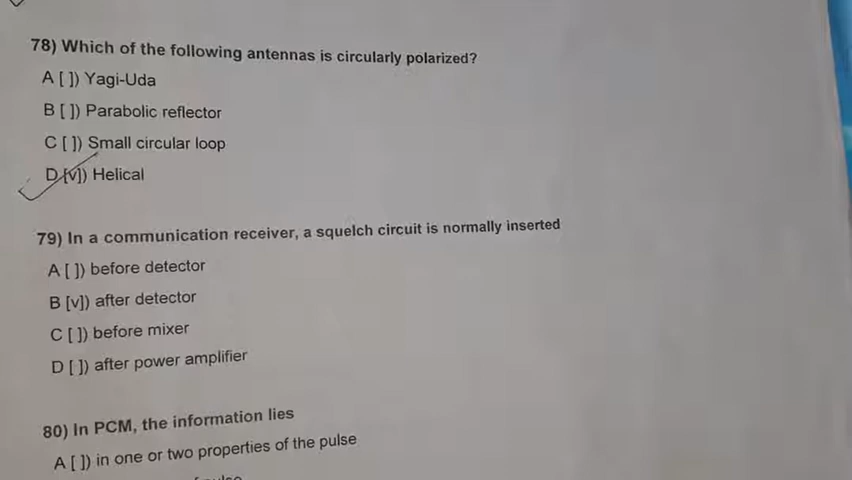 78) Which of the following antennas is circularly polarized?
A [ ]) Yagi-Uda
B [ ]) Parabolic reflector
C [ ]) Small circular loop
D [v]) Helical
79) In a communication receiver, a squelch circuit is normally inserted
A [ ]) before detector
B [v]) after detector
C [ ]) before mixer
D [ ]) after power amplifier
80) In PCM, the information lies
A [ ]) in one or two properties of the pulse